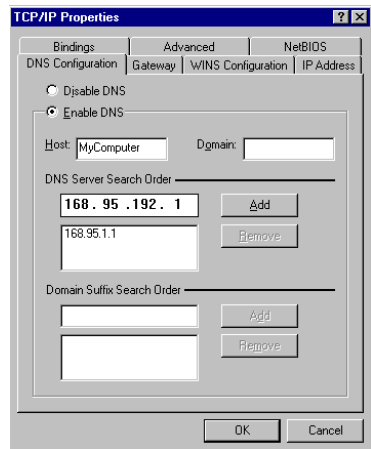 TCP/IP Properties
Bindings Advanced NetBIOS
DNS Configuration Gateway WINS Configuration IP Address
Disable DNS
Enable DNS
Host: MyComputer Domain:
DNS Server Search Order
168. 95 .192. 1 Add
168.95.1.1 Remove
Domain Suffix Search Order
Add
Remove
OK Cancel